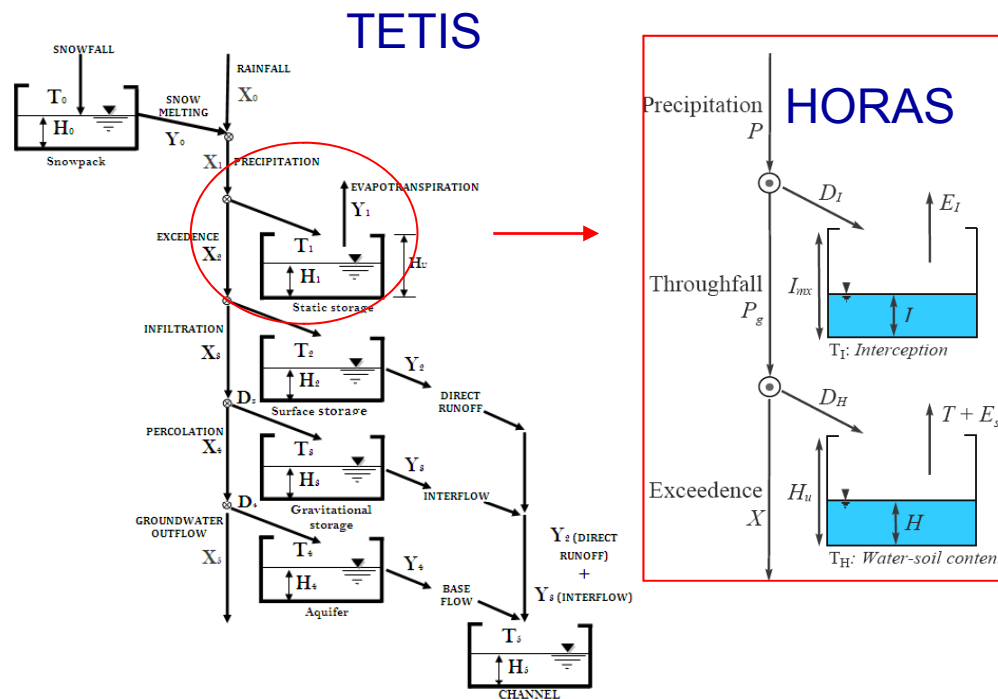 TETIS
SNOWFALL
T₀
H₀
Snowpack
SNOW
MELTING
Y₀
RAINFALL
X₀
X₁
PRECIPITATION
EVAPOTRANSPIRATION
Y₁
EXCEDENCE
X₂
T₁
H₁
Hᵤ
Static storage
INFILTRATION
X₃
T₂
H₂
Y₂
Surface storage
DIRECT
RUNOFF
D₃
PERCOLATION
X₄
T₃
H₃
Y₃
INTERFLOW
Gravitational
storage
D₄
GROUNDWATER
OUTFLOW
X₅
T₄
H₄
Y₄
Aquifer
BASE
FLOW
Y₂ (DIRECT
RUNOFF)
+
Y₃ (INTERFLOW)
T₅
H₅
CHANNEL
HORAS
Precipitation
P
D_I
E_I
Throughfall
P_g
I_mx
I
T_I: Interception
D_H
T + E_s
Exceedence
X
H_u
H
T_H: Water-soil content